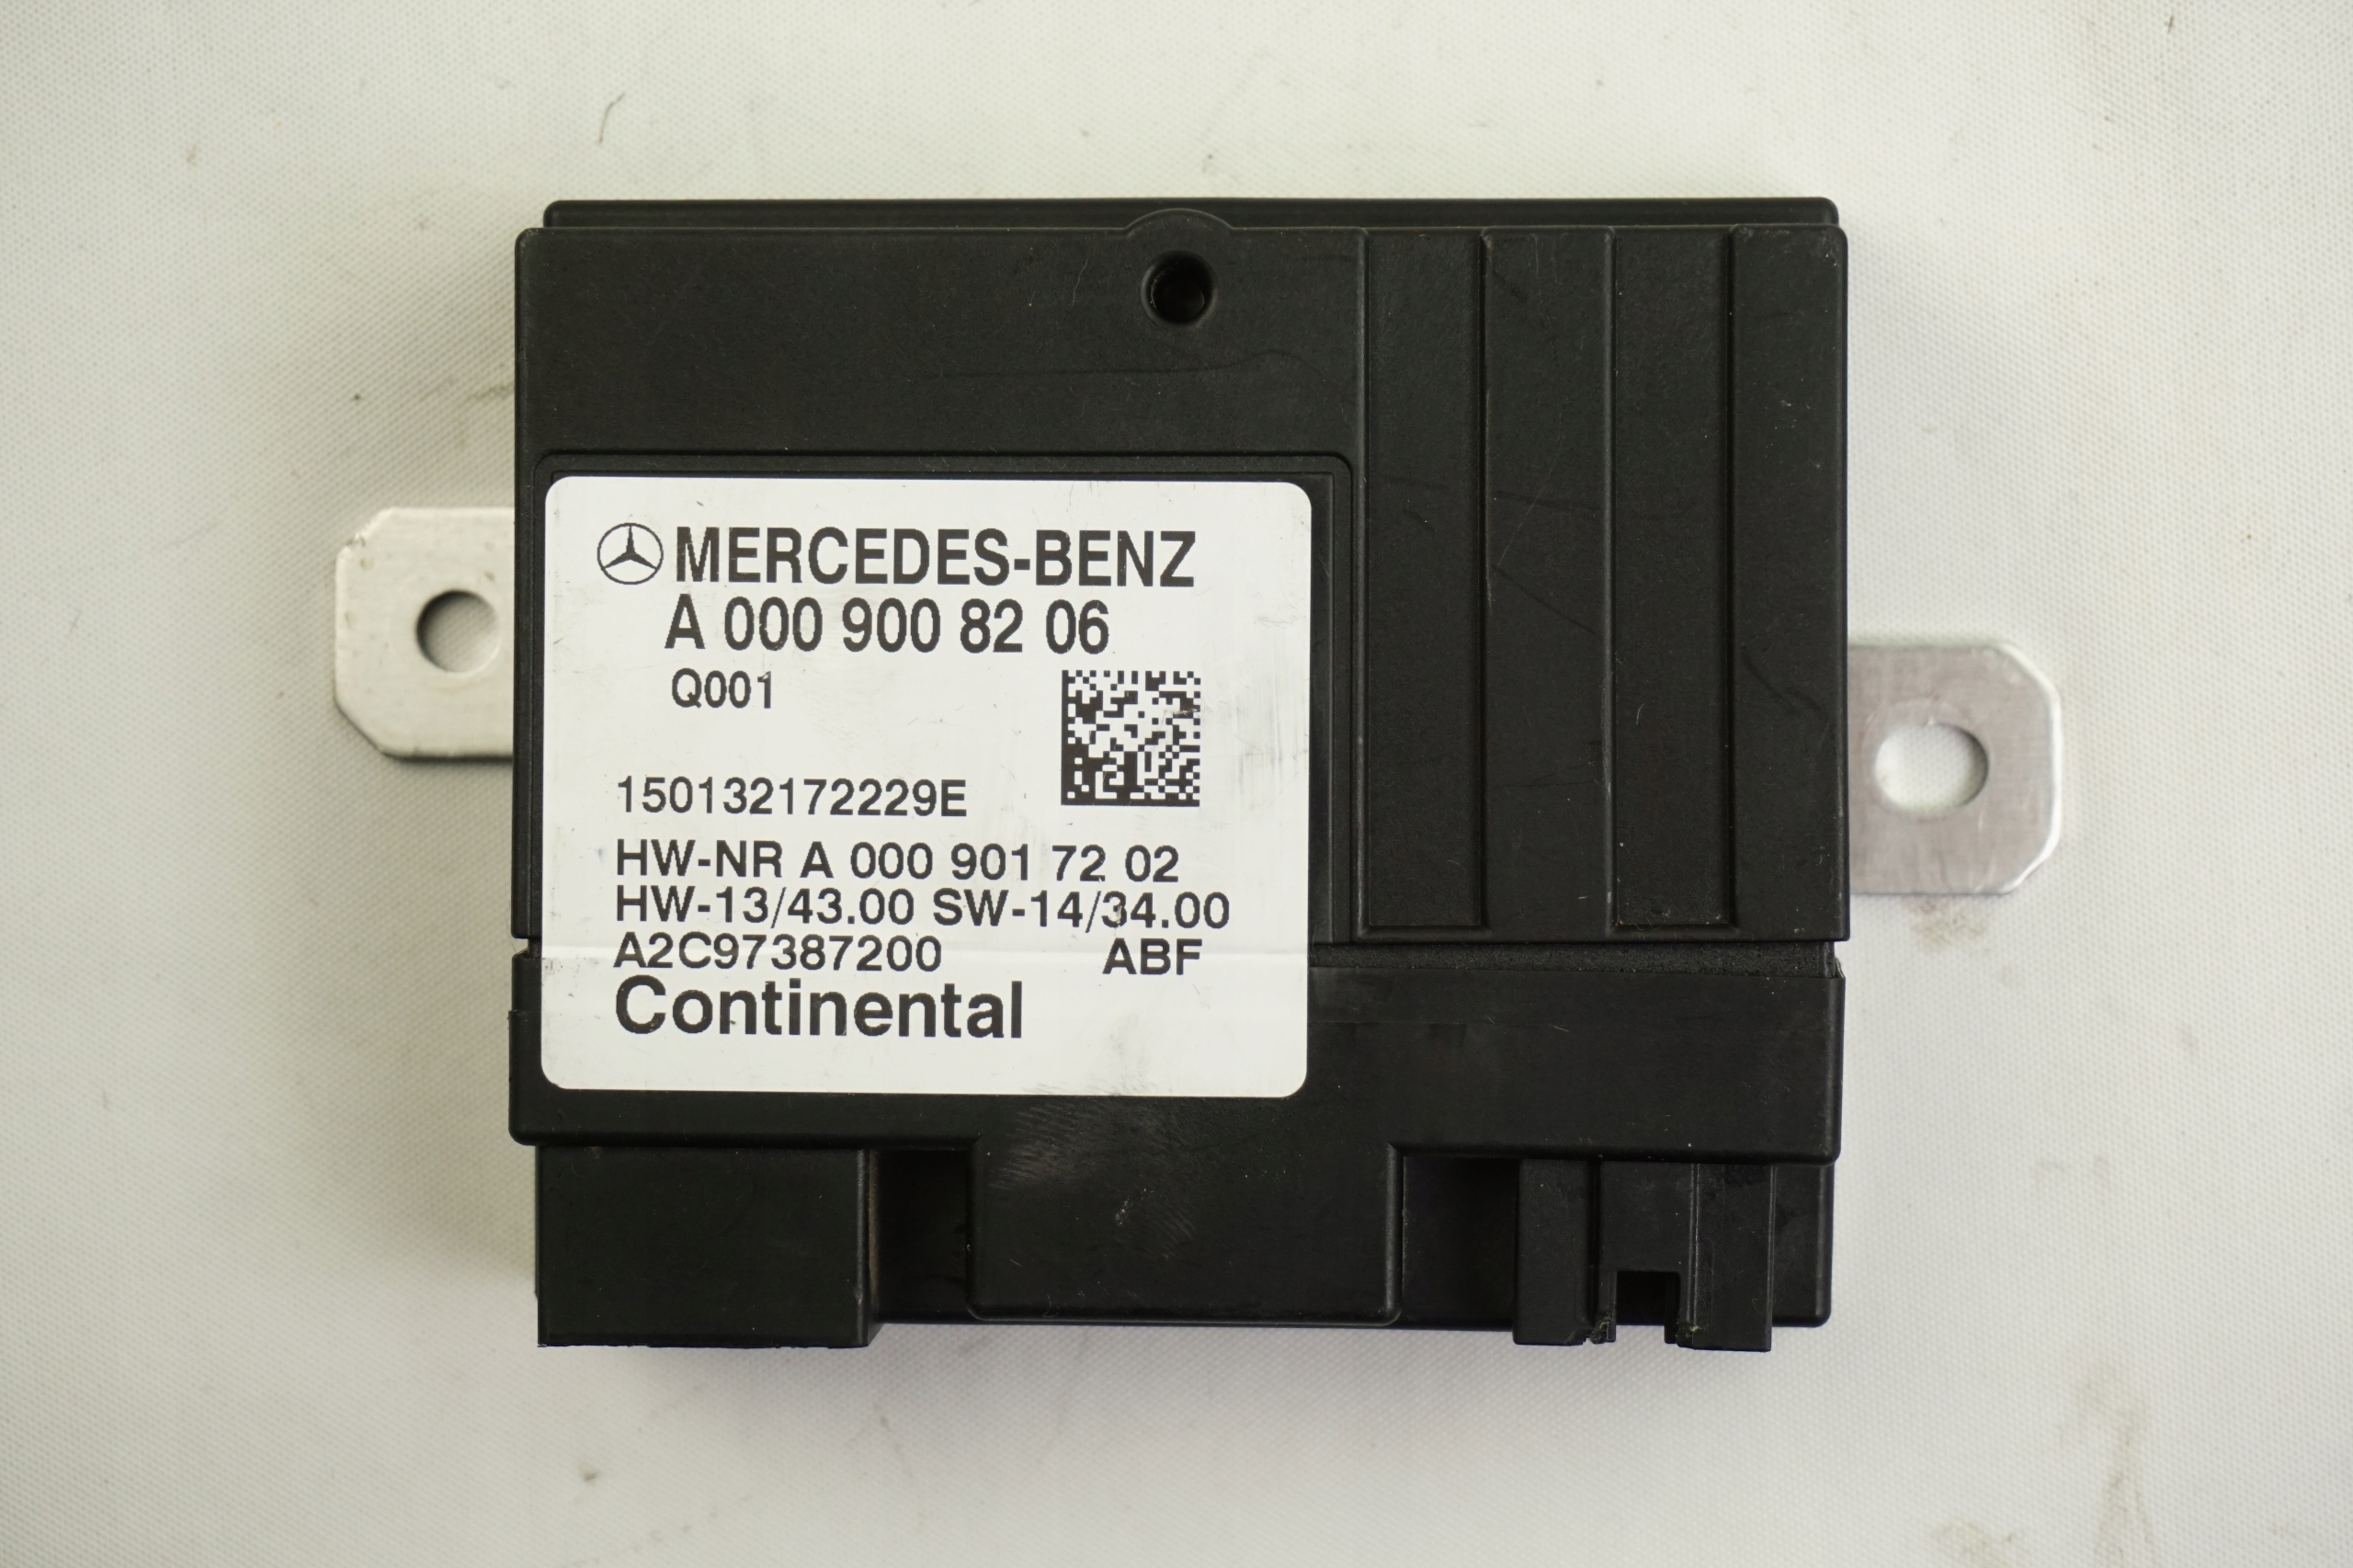 MERCEDES-BENZ
A 000 900 82 06
Q001
150132172229E
HW-NR A 000 901 72 02
HW-13/43.00 SW-14/34.00
A2C97387200 ABF
Continental